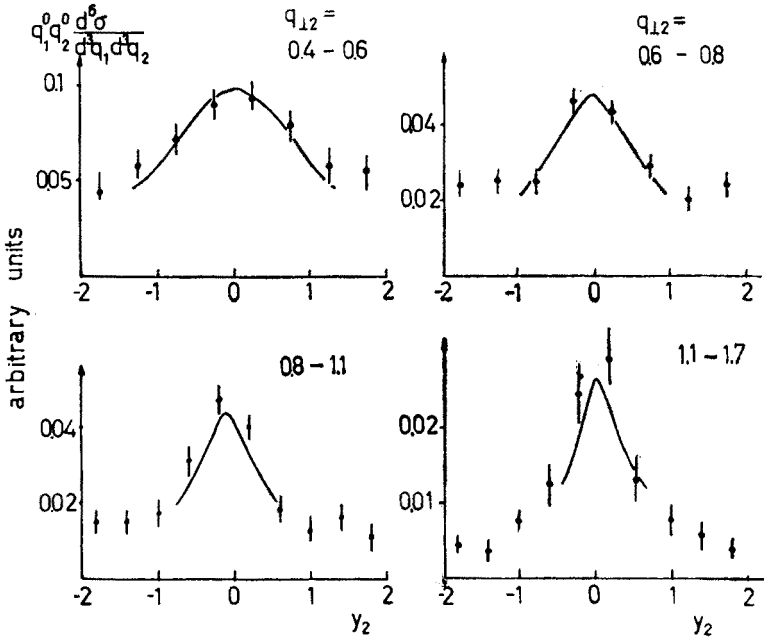 q₁⁰q₂⁰ d⁶σ / d³q₁d³q₂
q⊥2 =
0.4 – 0.6
q⊥2 =
0.6 – 0.8
0.1
0.05
0.04
0.02
-2 -1 0 1 2
-2 -1 0 1 2
arbitrary units
0.8 – 1.1
1.1 – 1.7
0.04
0.02
0.02
0.01
-2 -1 0 1 2
-2 -1 0 1 2
y₂
y₂